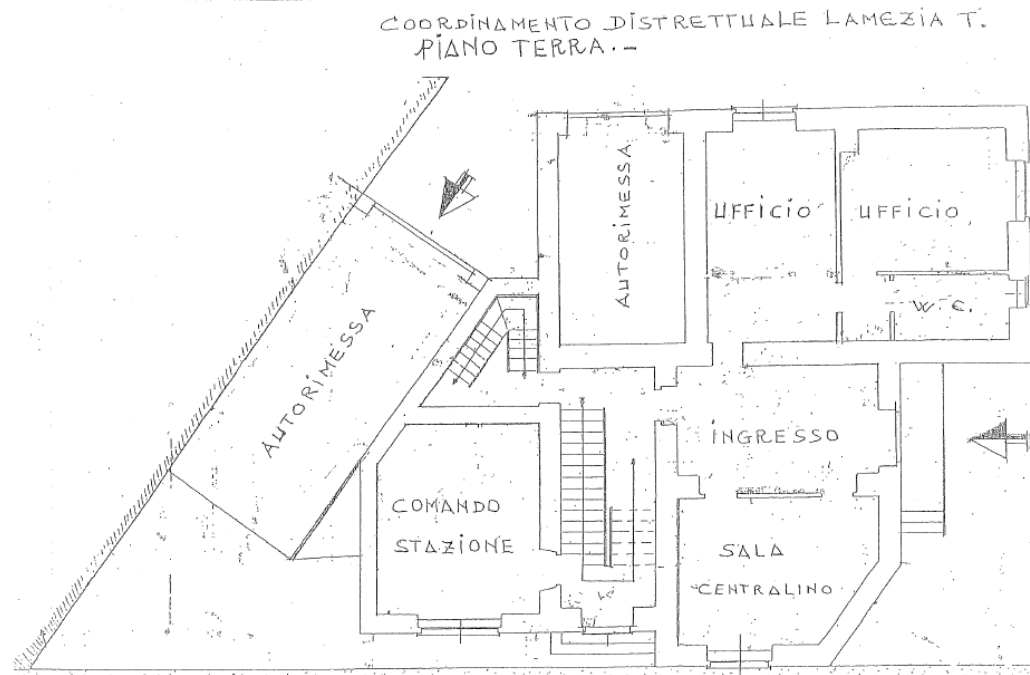 COORDINAMENTO DISTRETTUALE LAMEZIA T.
PIANO TERRA.-
AUTORIMESSA
UFFICIO
UFFICIO
W.C.
AUTORIMESSA
INGRESSO
COMANDO
STAZIONE
SALA
CENTRALINO